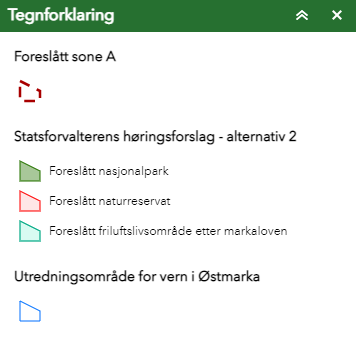 Tegnforklaring
Foreslått sone A
Statsforvalterens høringsforslag - alternativ 2
Foreslått nasjonalpark
Foreslått naturreservat
Foreslått friluftslivsområde etter markaloven
Utredningsområde for vern i Østmarka